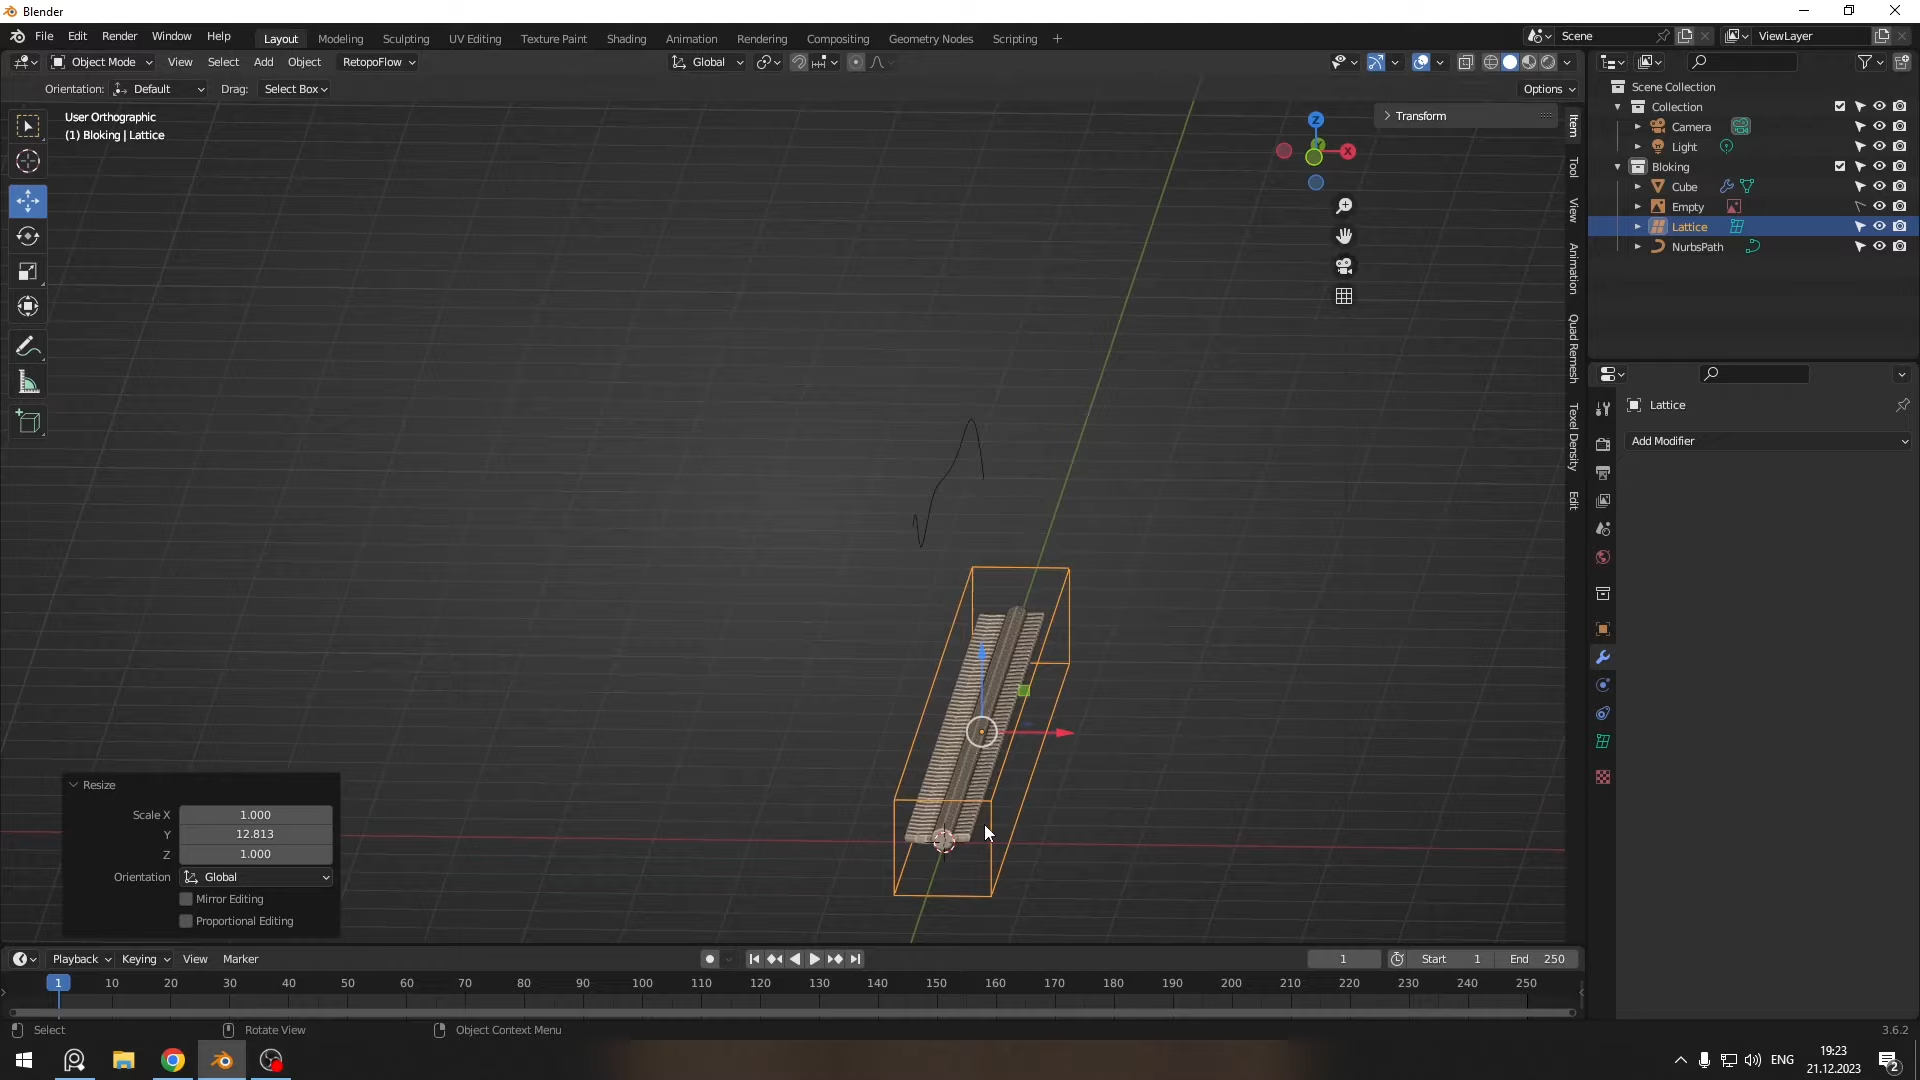 Blender
File Edit Render Window Help
Layout Modeling Sculpting UV Editing Texture Paint Shading Animation Rendering Compositing Geometry Nodes Scripting +
Scene
ViewLayer
Object Mode View Select Add Object RetopoFlow
Global
Orientation: Default Drag: Select Box
Options
User Orthographic
(1) Bloking | Lattice
Transform
Z
X
Item
Tool
View
Animation
Quad Remesh
Texel Density
Edit
Scene Collection
Collection
Camera
Light
Bloking
Cube
Empty
Lattice
NurbsPath
Lattice
Add Modifier
Resize
Scale X 1.000
Y 12.813
Z 1.000
Orientation Global
Mirror Editing
Proportional Editing
Playback Keying View Marker
1
Start 1
End 250
1 10 20 30 40 50 60 70 80 90 100 110 120 130 140 150 160 170 180 190 200 210 220 230 240 250
Select
Rotate View
Object Context Menu
3.6.2
ENG
19:23
21.12.2023
2